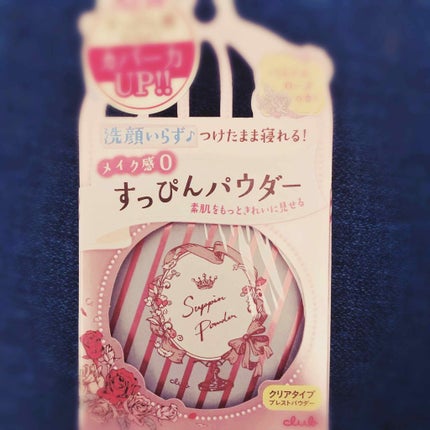 カバー力
UP!!
洗顔いらず♪つけたまま寝れる!
メイク感0
すっぴんパウダー
素肌をもっときれいに見せる
Suppin
Powder
クリアタイプ
プレストパウダー
club